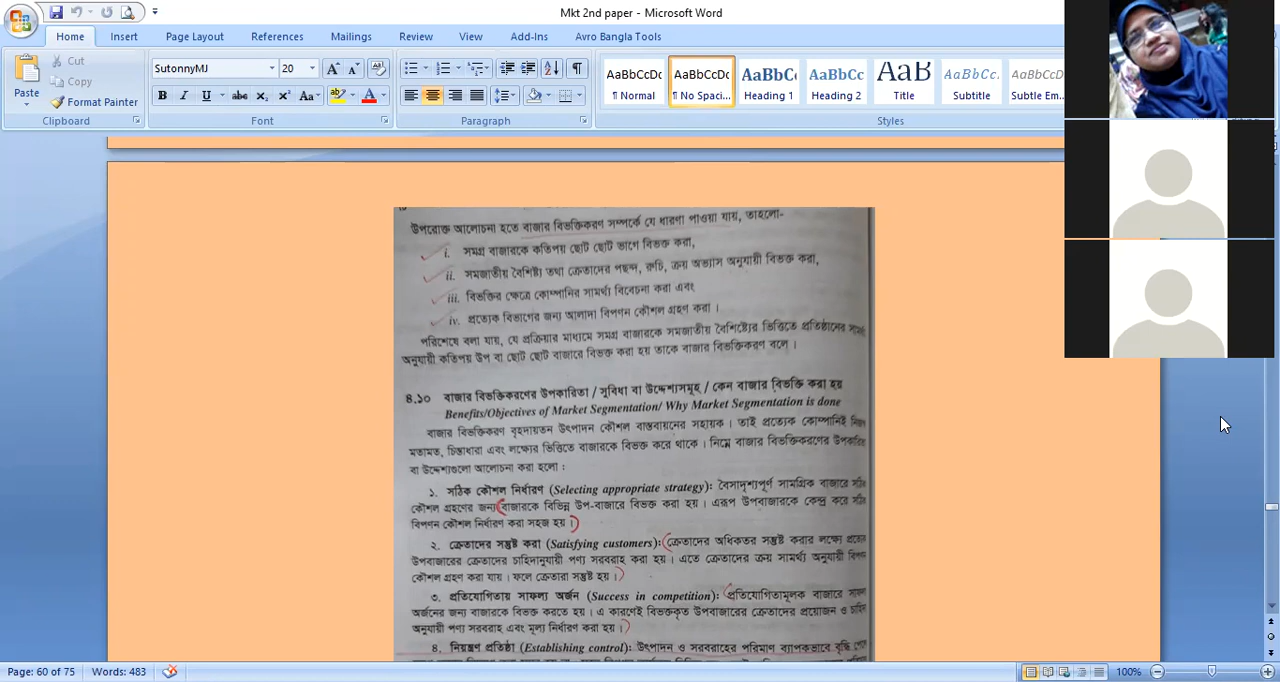 Mkt 2nd paper - Microsoft Word
Home Insert Page Layout References Mailings Review View Add-Ins Avro Bangla Tools
Paste
Cut
Copy
Format Painter
Clipboard
SutonnyMJ 20
Font
Paragraph
AaBbCcDc AaBbCcDc AaBbC AaBbCc AaB AaBbCc. AaBbCcDc
¶ Normal ¶ No Spaci... Heading 1 Heading 2 Title Subtitle Subtle Em...
Styles
উপরোক্ত আলোচনা হতে বাজার বিভক্তিকরণ সম্পর্কে যে ধারণা পাওয়া যায়, তাহলো-
i. সমগ্র বাজারকে কতিপয় ছোট ছোট ভাগে বিভক্ত করা,
ii. সমজাতীয় বৈশিষ্ট্য তথা ক্রেতাদের পছন্দ, রুচি, ক্রয় অভ্যাস অনুযায়ী বিভক্ত করা,
iii. বিভক্তির ক্ষেত্রে কোম্পানির সামর্থ্য বিবেচনা করা এবং
iv. প্রত্যেক বিভাগের জন্য আলাদা বিপণন কৌশল গ্রহণ করা।
পরিশেষে বলা যায়, যে প্রক্রিয়ার মাধ্যমে সমগ্র বাজারকে সমজাতীয় বৈশিষ্ট্যের ভিত্তিতে প্রতিষ্ঠানের
অনুযায়ী কতিপয় উপ বা ছোট ছোট বাজারে বিভক্ত করা হয় তাকে বাজার বিভক্তিকরণ বলে।
৪.১০ বাজার বিভক্তিকরণের উপকারিতা / সুবিধা বা উদ্দেশ্যসমূহ / কেন বাজার বিভক্তি করা হয়
Benefits/Objectives of Market Segmentation/ Why Market Segmentation is done
বাজার বিভক্তিকরণ বৃহদায়তন উৎপাদন কৌশল বাস্তবায়নের সহায়ক। তাই প্রত্যেক কোম্পানিই
মতামত, চিন্তাধারা এবং লক্ষ্যের ভিত্তিতে বাজারকে বিভক্ত করে থাকে। নিম্নে বাজার বিভক্তিকরণের
বা উদ্দেশ্যগুলো আলোচনা করা হলো :
১. সঠিক কৌশল নির্ধারণ (Selecting appropriate strategy): বৈসাদৃশ্যপূর্ণ সামগ্রিক বাজারে
কৌশল গ্রহণের জন্য বাজারকে বিভিন্ন উপ-বাজারে বিভক্ত করা হয়। এরূপ উপবাজারকে কেন্দ্র করে
বিপণন কৌশল নির্ধারণ করা সহজ হয়।
২. ক্রেতাদের সন্তুষ্ট করা (Satisfying customers): ক্রেতাদের অধিকতর সন্তুষ্ট করার লক্ষ্যে
উপবাজারের ক্রেতাদের চাহিদানুযায়ী পণ্য সরবরাহ করা হয়। এতে ক্রেতাদের ক্রয় সামর্থ্য অনুযায়ী
কৌশল গ্রহণ করা যায়। ফলে ক্রেতারা সন্তুষ্ট হয়।
৩. প্রতিযোগিতায় সাফল্য অর্জন (Success in competition): প্রতিযোগিতামূলক বাজারে
অর্জনের জন্য বাজারকে বিভক্ত করতে হয়। এ কারণেই বিভক্তকৃত উপবাজারের ক্রেতাদের প্রয়োজন ও
অনুযায়ী পণ্য সরবরাহ এবং মূল্য নির্ধারণ করা হয়।
৪. নিয়ন্ত্রণ প্রতিষ্ঠা (Establishing control): উৎপাদন ও সরবরাহের পরিমাণ ব্যাপকভাবে বৃদ্ধি
Page: 60 of 75 Words: 483 100%